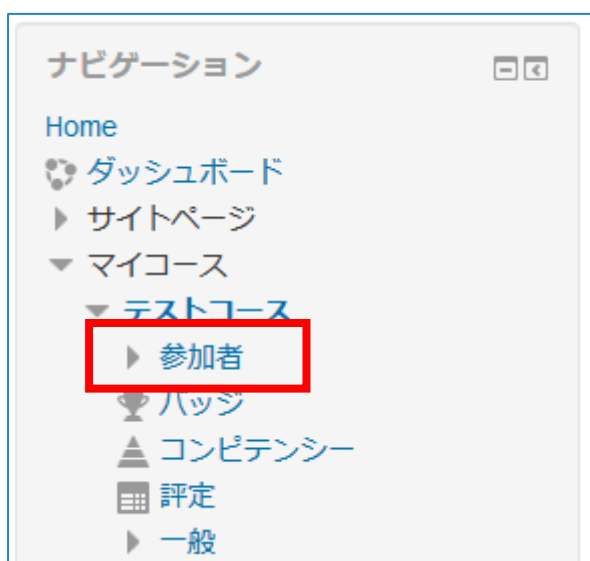 ナビゲーション
Home
ダッシュボード
サイトページ
マイコース
テストコース
参加者
バッジ
コンピテンシー
評定
一般